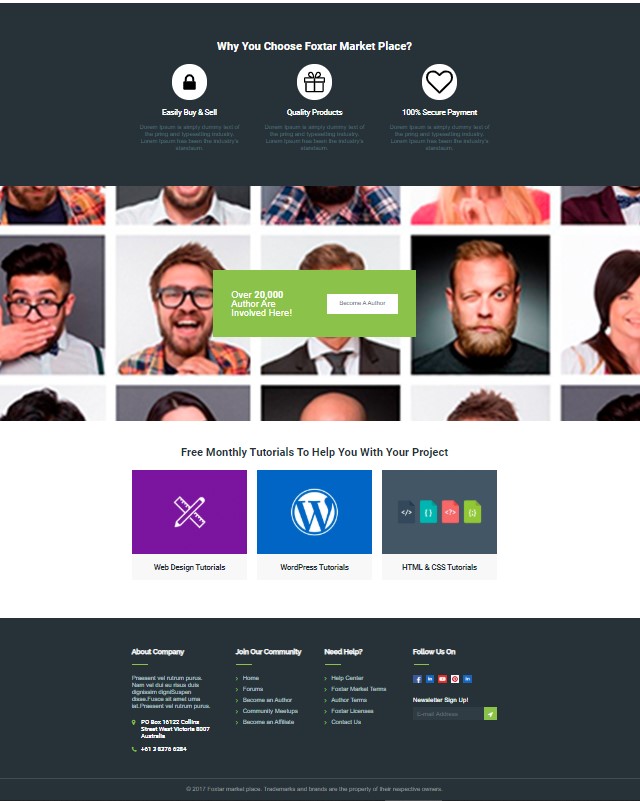 Why You Choose Foxtar Market Place?
Easily Buy & Sell
Quality Products
100% Secure Payment
Lorem Ipsum is simply dummy text of
the pring and typesetting industry.
Lorem Ipsum has been the industry's
standaum.
Lorem Ipsum is simply dummy text of
the pring and typesetting industry.
Lorem Ipsum has been the industry's
standaum.
Lorem Ipsum is simply dummy text of
the pring and typesetting industry.
Lorem Ipsum has been the industry's
standaum.
Over 20,000
Author Are
Involved Here!
Become A Author
Free Monthly Tutorials To Help You With Your Project
</> { } <?> {;}
Web Design Tutorials
WordPress Tutorials
HTML & CSS Tutorials
About Company
Praesent vel rutrum purus.
Nam vel dui eu risus duis
dignissim digniSuspen
disse.Fusce sit amet urna
iet.Praesent vel rutrum purus.
PO Box 16122 Collins
Street West Victoria 8007
Australia
+61 3 8376 6284
Join Our Community
Home
Forums
Become an Author
Community Meetups
Become an Affiliate
Need Help?
Help Center
Foxtar Market Terms
Author Terms
Foxtar Licenses
Contact Us
Follow Us On
Newsletter Sign Up!
E-mail Address
© 2017 Foxtar market place. Trademarks and brands are the property of their respective owners.